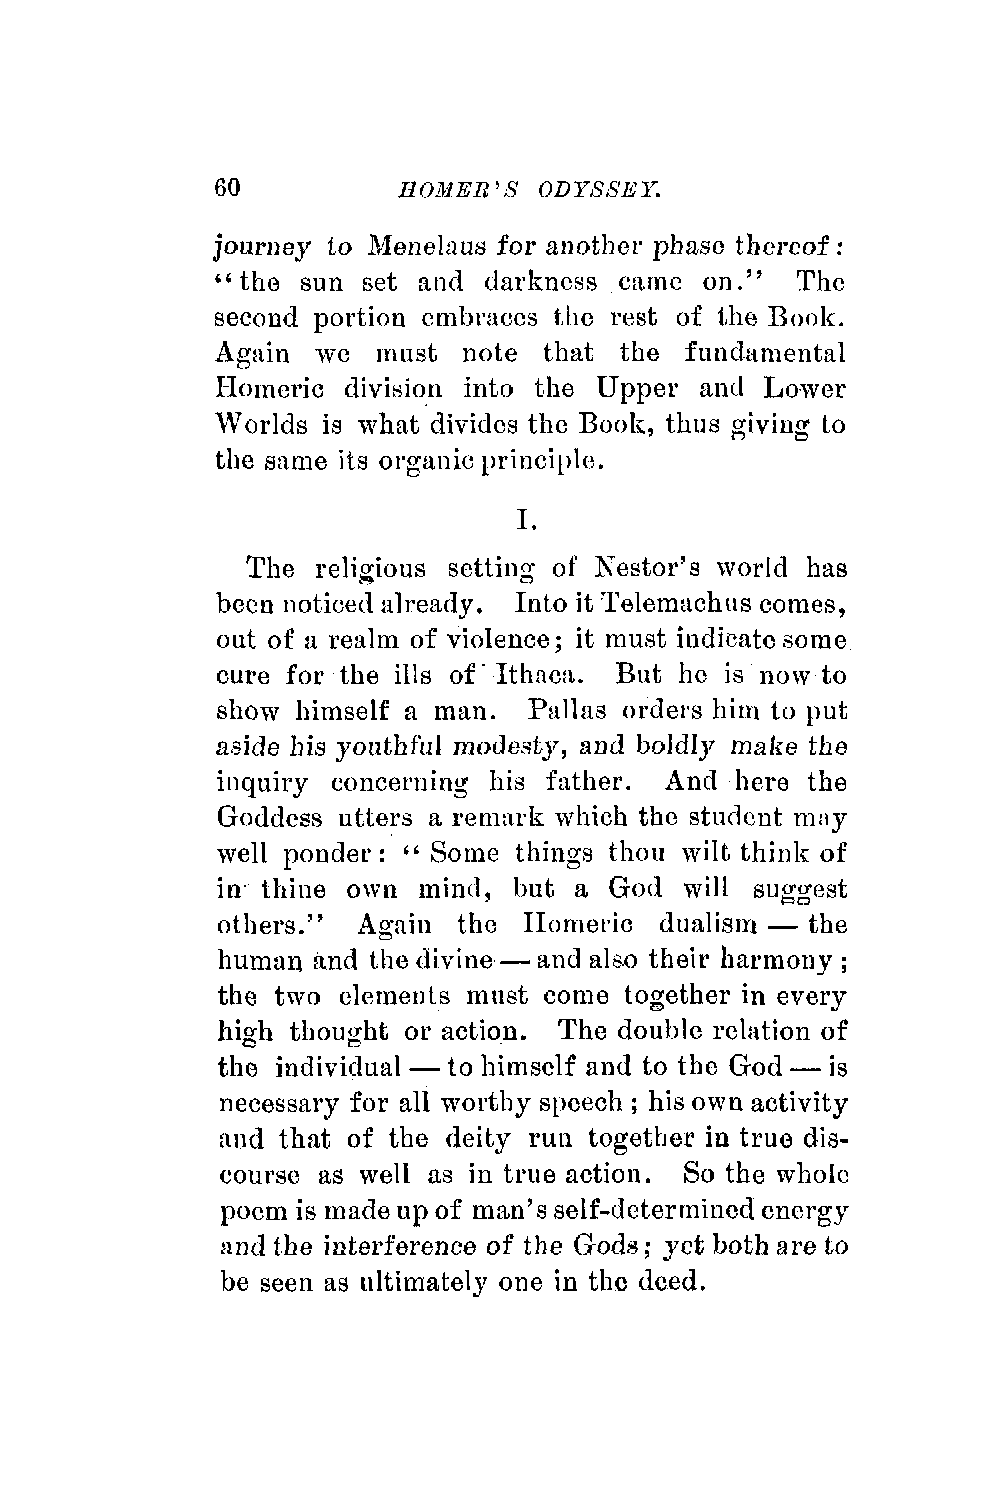 60 HOMER'S ODYSSEY.
journey to Menelaus for another phase thereof:
"the sun set and darkness came on." The
second portion embraces the rest of the Book.
Again we must note that the fundamental
Homeric division into the Upper and Lower
Worlds is what divides the Book, thus giving to
the same its organic principle.
I.
The religious setting of Nestor's world has
been noticed already. Into it Telemachus comes,
out of a realm of violence; it must indicate some
cure for the ills of Ithaca. But he is now to
show himself a man. Pallas orders him to put
aside his youthful modesty, and boldly make the
inquiry concerning his father. And here the
Goddess utters a remark which the student may
well ponder: "Some things thou wilt think of
in thine own mind, but a God will suggest
others." Again the Homeric dualism — the
human and the divine — and also their harmony;
the two elements must come together in every
high thought or action. The double relation of
the individual — to himself and to the God — is
necessary for all worthy speech; his own activity
and that of the deity run together in true dis-
course as well as in true action. So the whole
poem is made up of man's self-determined energy
and the interference of the Gods; yet both are to
be seen as ultimately one in the deed.